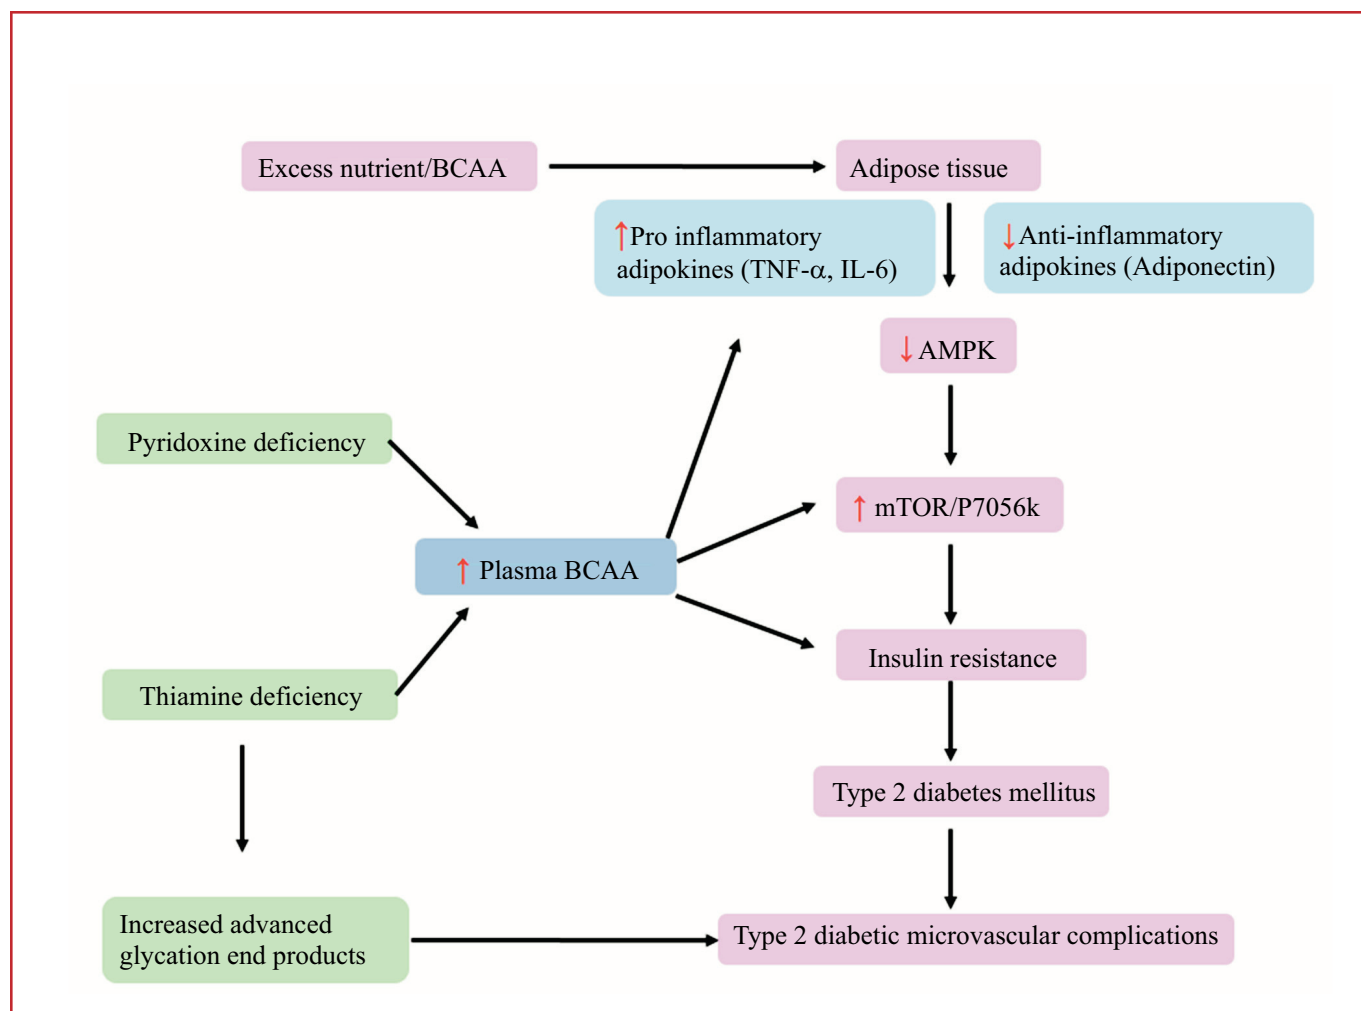 Excess nutrient/BCAA
Adipose tissue
↑Pro inflammatory
adipokines (TNF-α, IL-6)
↓Anti-inflammatory
adipokines (Adiponectin)
↓AMPK
Pyridoxine deficiency
↑ mTOR/P7056k
↑ Plasma BCAA
Insulin resistance
Thiamine deficiency
Type 2 diabetes mellitus
Increased advanced
glycation end products
Type 2 diabetic microvascular complications